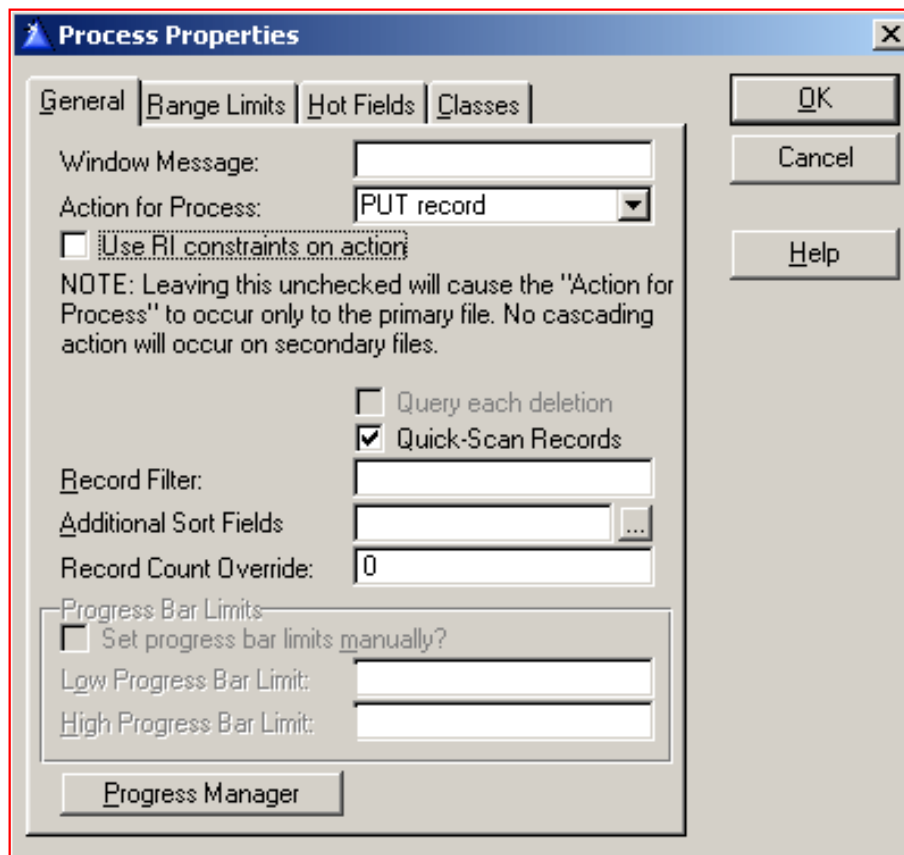 Process Properties
General Range Limits Hot Fields Classes
OK
Cancel
Help
Window Message:
Action for Process: PUT record
Use RI constraints on action
NOTE: Leaving this unchecked will cause the "Action for
Process" to occur only to the primary file. No cascading
action will occur on secondary files.
Query each deletion
Quick-Scan Records
Record Filter:
Additional Sort Fields ...
Record Count Override: 0
Progress Bar Limits
Set progress bar limits manually?
Low Progress Bar Limit:
High Progress Bar Limit:
Progress Manager